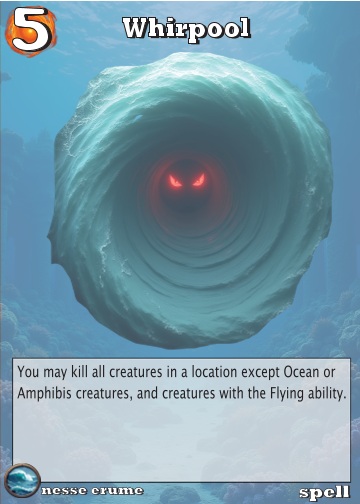 5
Whirpool
You may kill all creatures in a location except Ocean or
Amphibis creatures, and creatures with the Flying ability.
nesse erume
spell